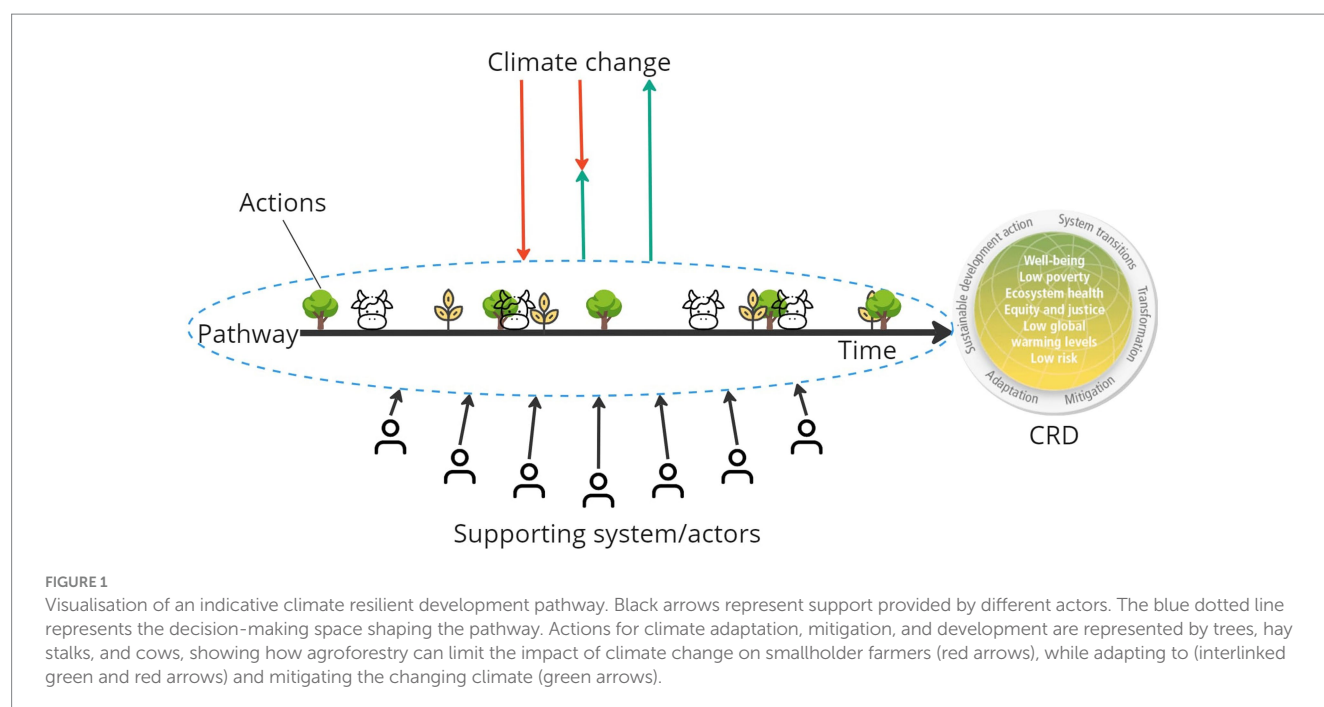 Climate change
Actions
Pathway
Time
Sustainable development action
System transitions
Transformation
Mitigation
Adaptation
Well-being
Low poverty
Ecosystem health
Equity and justice
Low global
warming levels
Low risk
CRD
Supporting system/actors
FIGURE 1
Visualisation of an indicative climate resilient development pathway. Black arrows represent support provided by different actors. The blue dotted line
represents the decision-making space shaping the pathway. Actions for climate adaptation, mitigation, and development are represented by trees, hay
stalks, and cows, showing how agroforestry can limit the impact of climate change on smallholder farmers (red arrows), while adapting to (interlinked
green and red arrows) and mitigating the changing climate (green arrows).